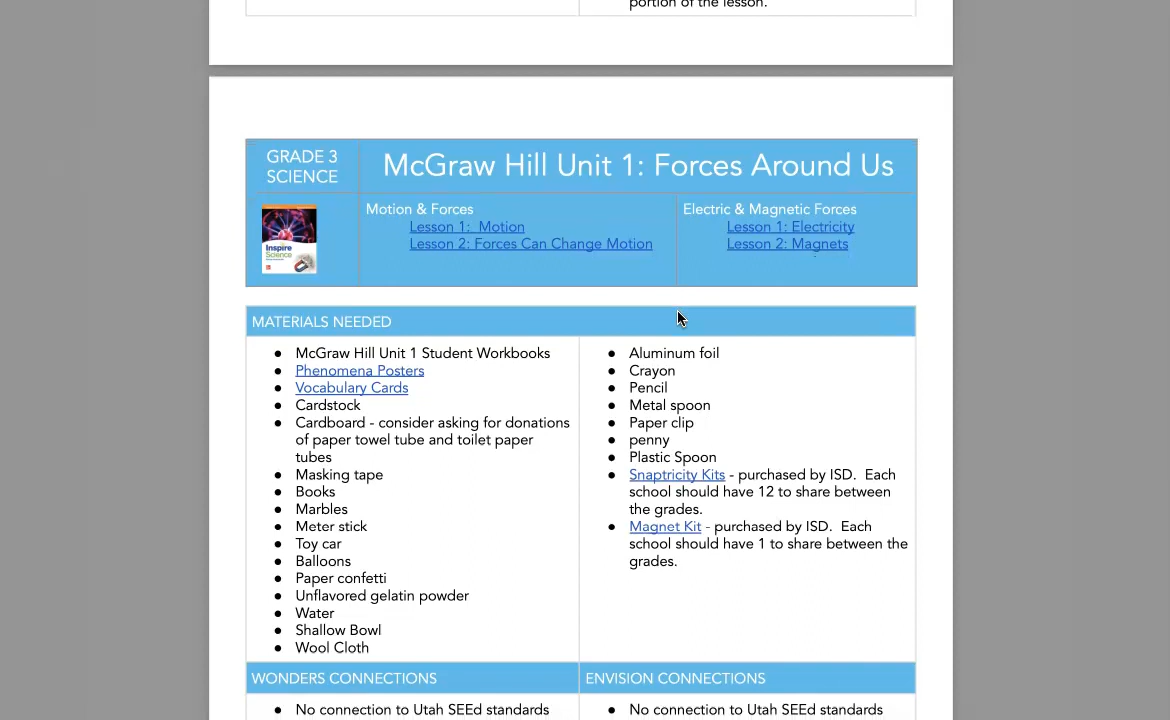 portion of the lesson.
GRADE 3
SCIENCE
McGraw Hill Unit 1: Forces Around Us
Inspire
Science
Motion & Forces
Lesson 1:  Motion
Lesson 2: Forces Can Change Motion
Electric & Magnetic Forces
Lesson 1: Electricity
Lesson 2: Magnets
MATERIALS NEEDED
● McGraw Hill Unit 1 Student Workbooks
● Phenomena Posters
● Vocabulary Cards
● Cardstock
● Cardboard - consider asking for donations
of paper towel tube and toilet paper
tubes
● Masking tape
● Books
● Marbles
● Meter stick
● Toy car
● Balloons
● Paper confetti
● Unflavored gelatin powder
● Water
● Shallow Bowl
● Wool Cloth
● Aluminum foil
● Crayon
● Pencil
● Metal spoon
● Paper clip
● penny
● Plastic Spoon
● Snaptricity Kits - purchased by ISD.  Each
school should have 12 to share between
the grades.
● Magnet Kit - purchased by ISD.  Each
school should have 1 to share between the
grades.
WONDERS CONNECTIONS
● No connection to Utah SEEd standards
ENVISION CONNECTIONS
● No connection to Utah SEEd standards